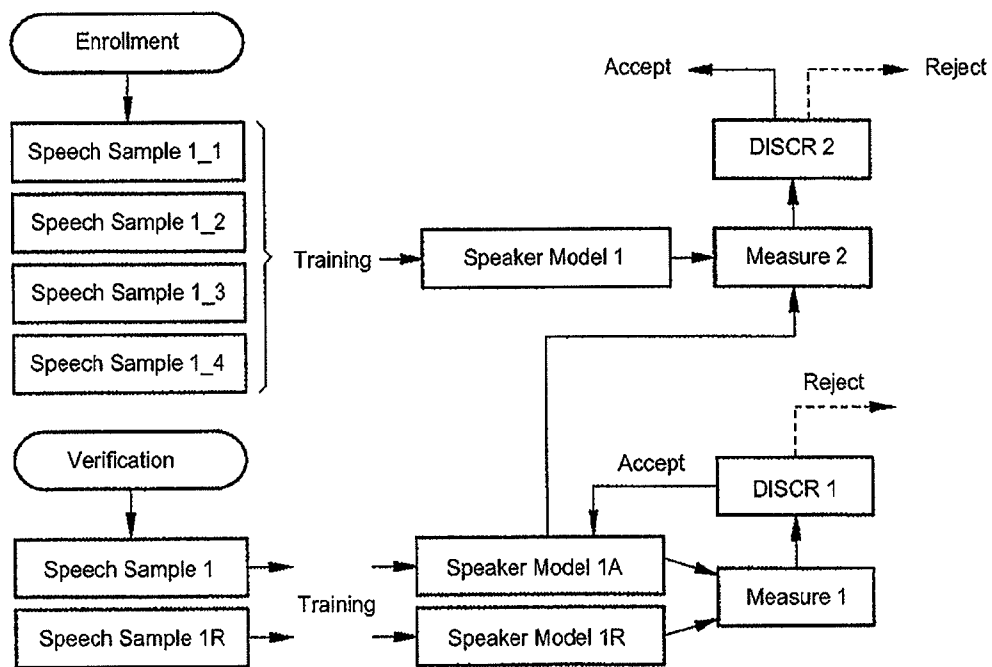 Enrollment
Speech Sample 1_1
Speech Sample 1_2
Speech Sample 1_3
Speech Sample 1_4
Training
Speaker Model 1
Measure 2
DISCR 2
Accept
Reject
Verification
Speech Sample 1
Speech Sample 1R
Training
Speaker Model 1A
Speaker Model 1R
Measure 1
DISCR 1
Accept
Reject